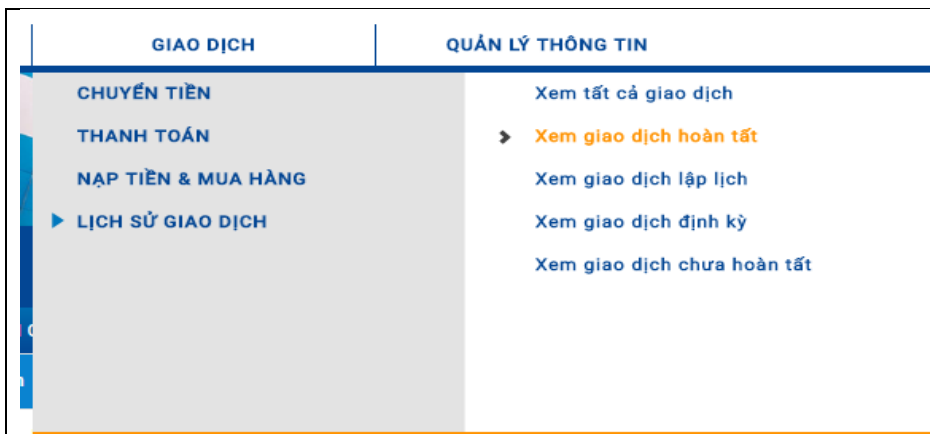 GIAO DỊCH
QUẢN LÝ THÔNG TIN
CHUYỂN TIỀN
THANH TOÁN
NẠP TIỀN & MUA HÀNG
LỊCH SỬ GIAO DỊCH
Xem tất cả giao dịch
Xem giao dịch hoàn tất
Xem giao dịch lập lịch
Xem giao dịch định kỳ
Xem giao dịch chưa hoàn tất